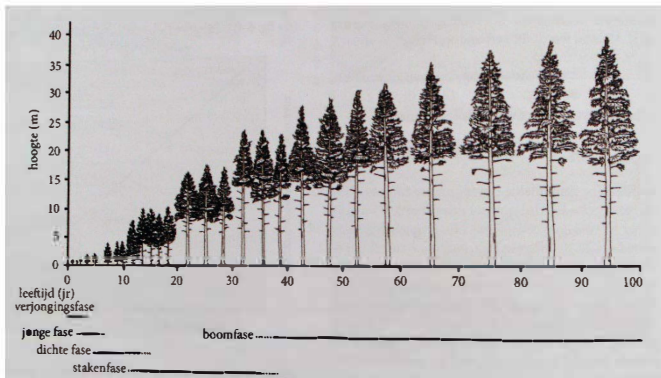 40
35
30
25
20
15
10
5
0
hoogte (m)
0 10 20 30 40 50 60 70 80 90 100
leeftijd (jr)
verjongingsfase
jonge fase
boomfase
dichte fase
stakenfase